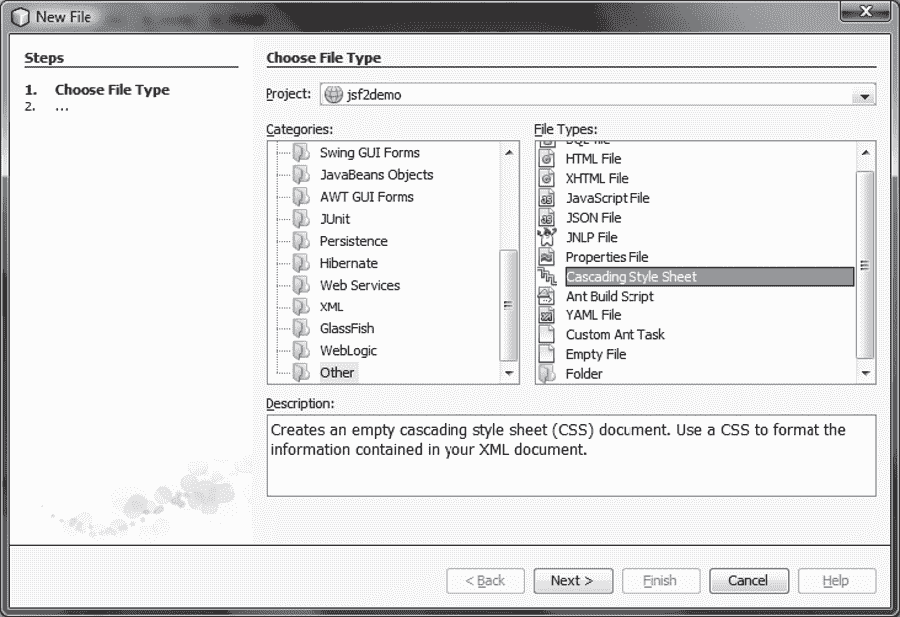 New File
Steps
1. Choose File Type
2. ...
Choose File Type
Project: jsf2demo
Categories:
Swing GUI Forms
JavaBeans Objects
AWT GUI Forms
JUnit
Persistence
Hibernate
Web Services
XML
GlassFish
WebLogic
Other
File Types:
HTML File
XHTML File
JavaScript File
JSON File
JNLP File
Properties File
Cascading Style Sheet
Ant Build Script
YAML File
Custom Ant Task
Empty File
Folder
Description:
Creates an empty cascading style sheet (CSS) document. Use a CSS to format the
information contained in your XML document.
< Back Next > Finish Cancel Help